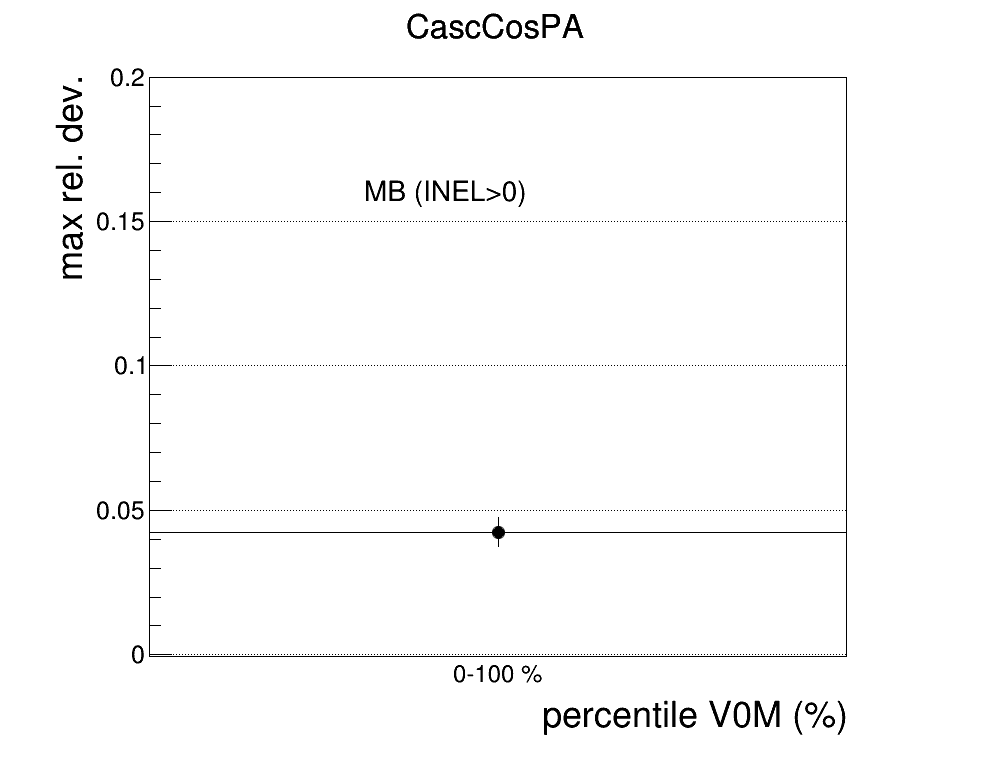 CascCosPA
max rel. dev.
0.2
MB (INEL>0)
0.15
0.1
0.05
0
0-100 %
percentile V0M (%)